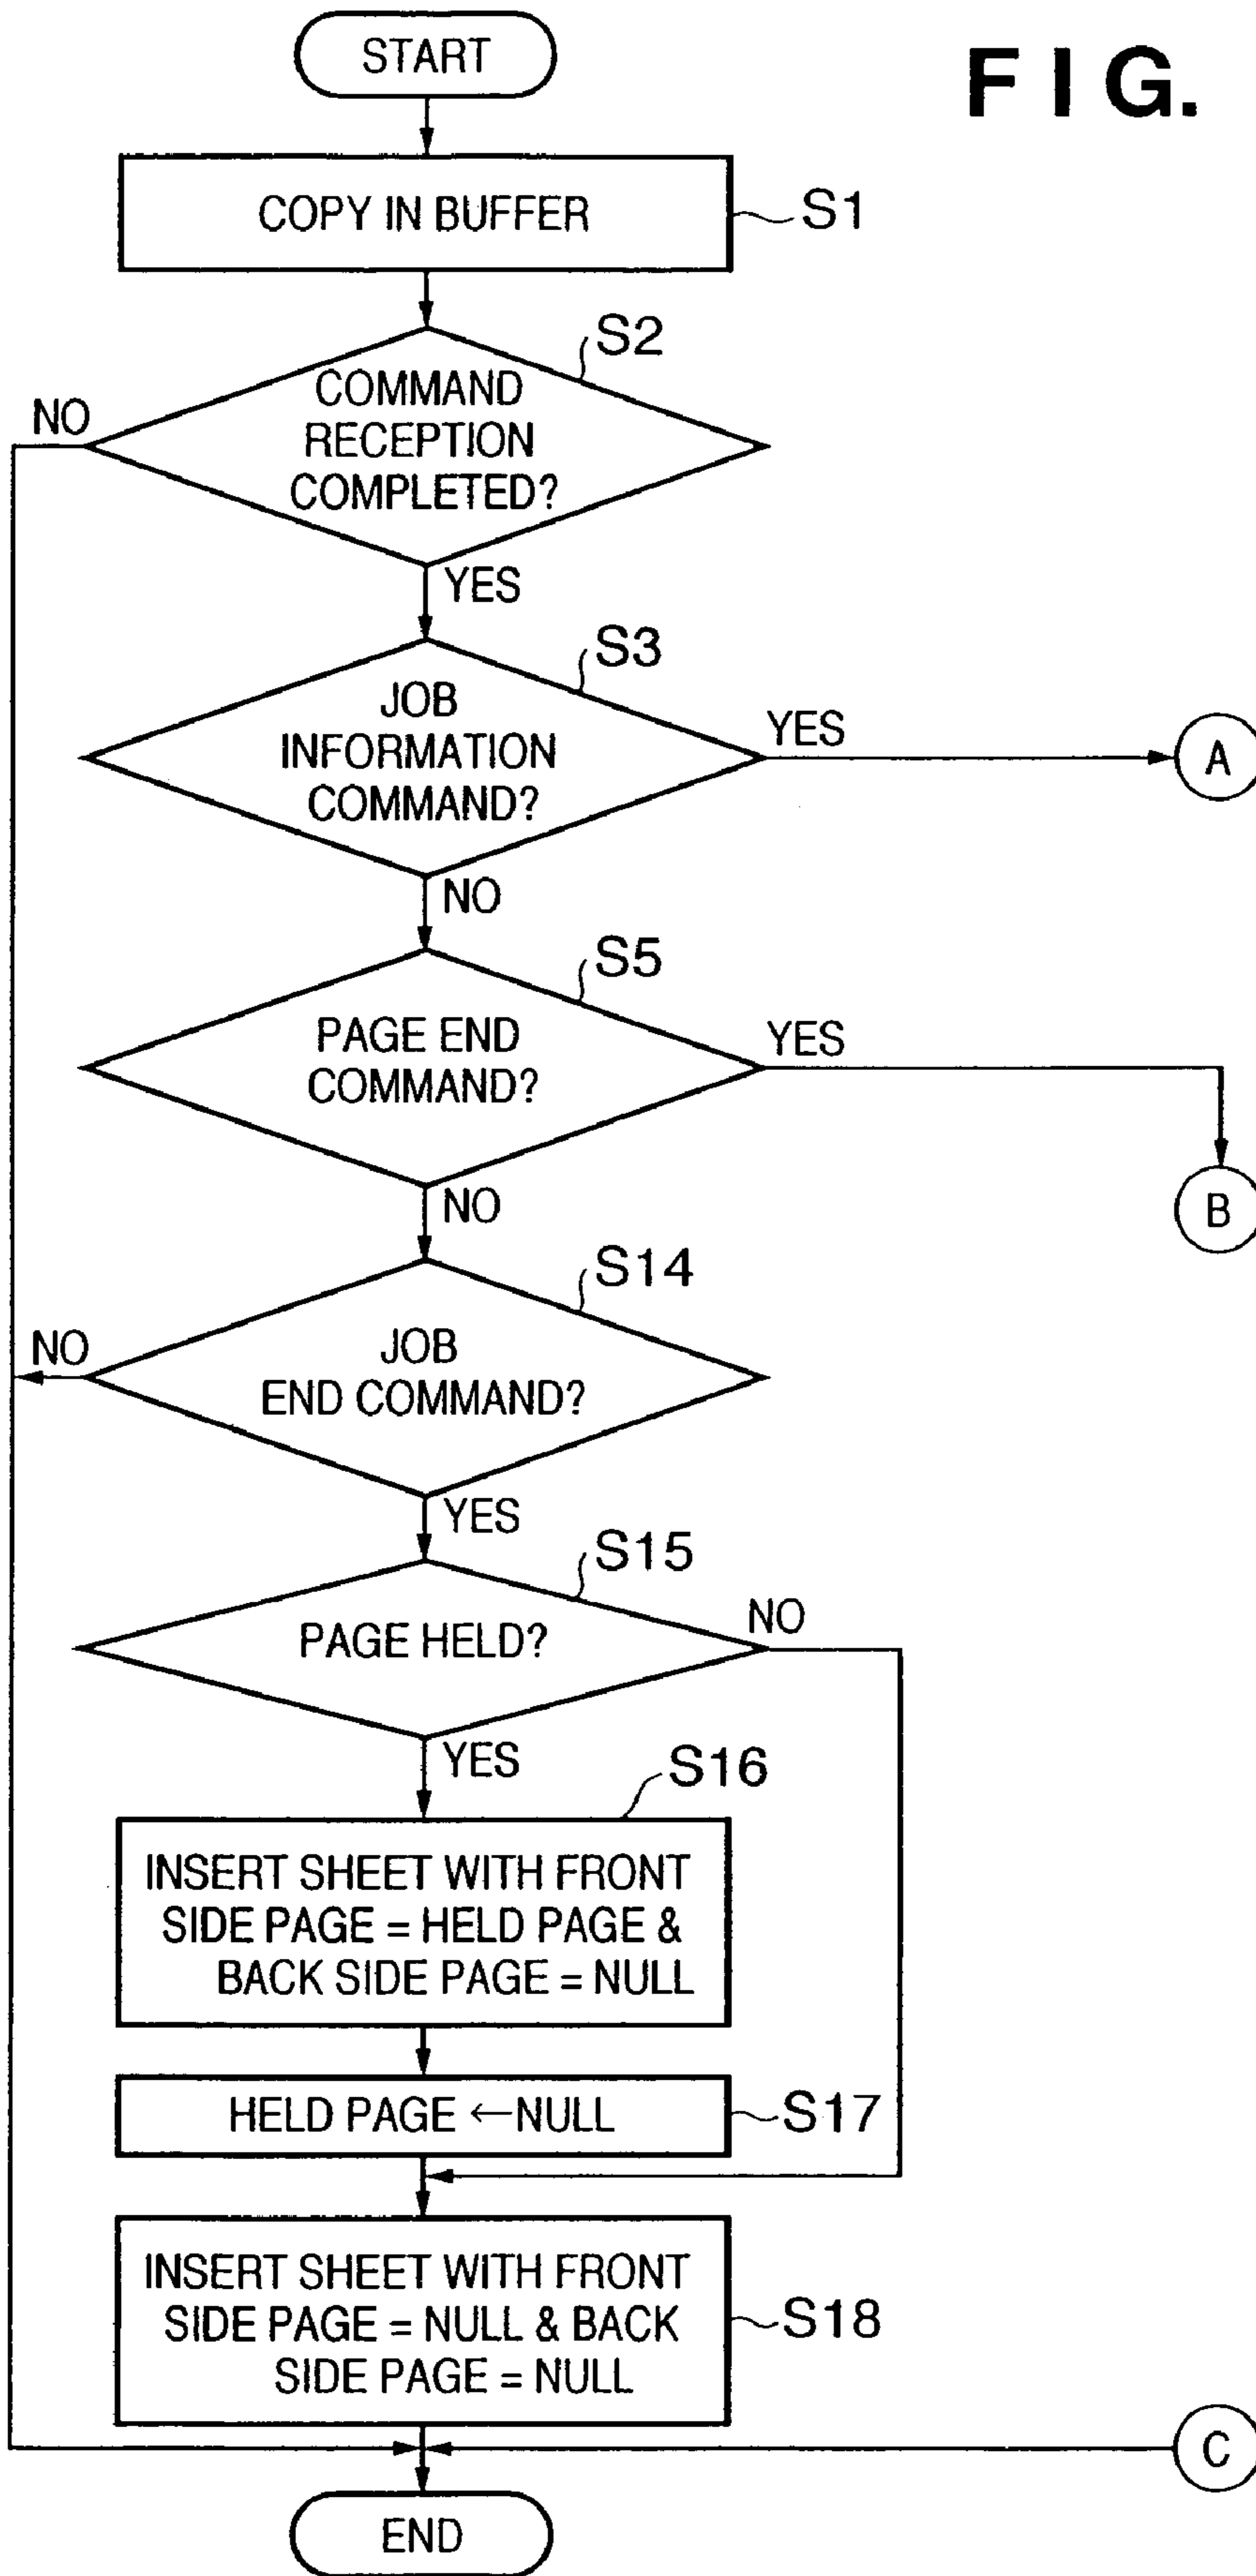 START
FIG.
COPY IN BUFFER
S1
S2
COMMAND
RECEPTION
COMPLETED?
NO
YES
S3
JOB
INFORMATION
COMMAND?
YES
A
NO
S5
PAGE END
COMMAND?
YES
B
NO
S14
JOB
END COMMAND?
NO
YES
S15
PAGE HELD?
NO
YES
S16
INSERT SHEET WITH FRONT
SIDE PAGE = HELD PAGE &
BACK SIDE PAGE = NULL
HELD PAGE ←NULL
S17
INSERT SHEET WITH FRONT
SIDE PAGE = NULL & BACK
SIDE PAGE = NULL
S18
C
END